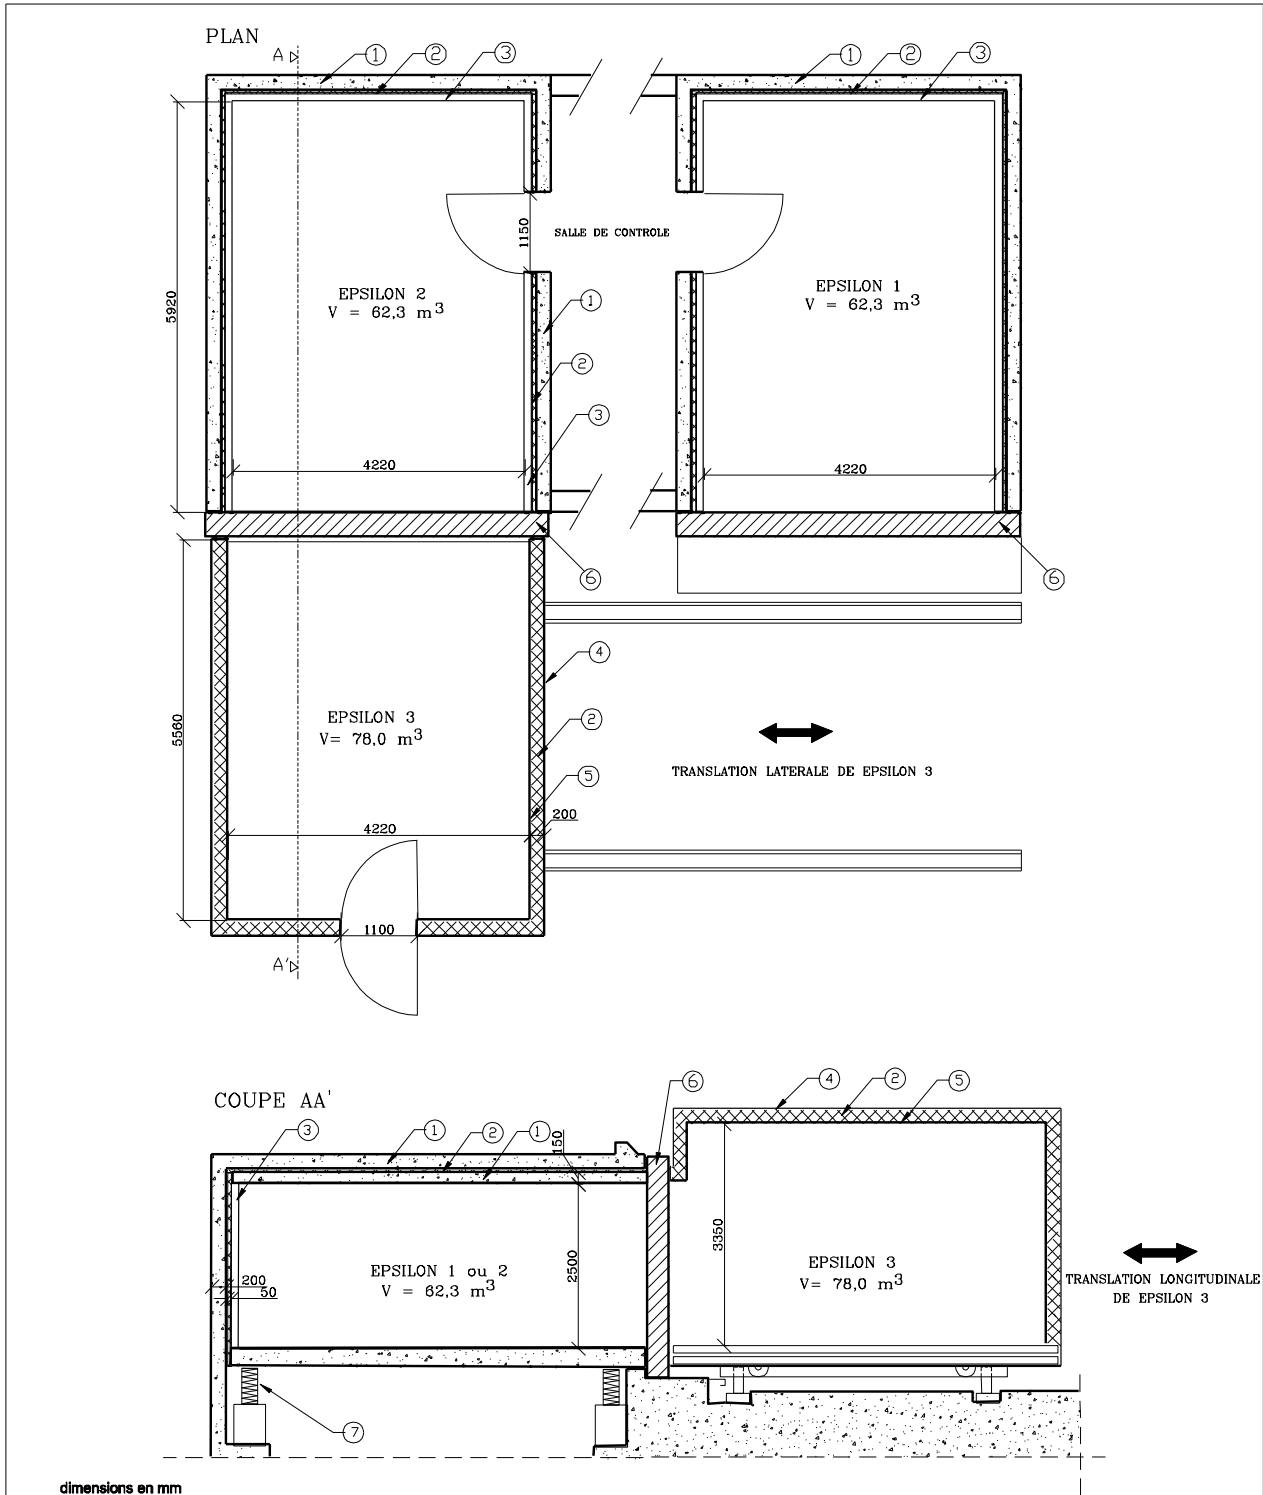 PLAN
A
1
2
3
1
2
3
1150
SALLE DE CONTROLE
5920
EPSILON 2
V = 62,3 m³
1
EPSILON 1
V = 62,3 m³
2
3
4220
4220
6
6
4
5560
EPSILON 3
V= 78,0 m³
2
TRANSLATION LATERALE DE EPSILON 3
5
200
4220
1100
A'
COUPE AA'
3
1
2
1
150
6
4
2
5
2500
3350
EPSILON 1 ou 2
V = 62,3 m³
200
50
EPSILON 3
V= 78,0 m³
TRANSLATION LONGITUDINALE
DE EPSILON 3
7
dimensions en mm